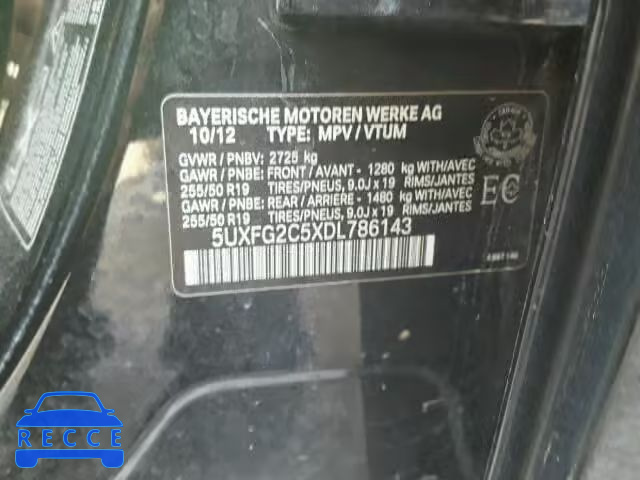 BAYERISCHE MOTOREN WERKE AG
10/12 TYPE: MPV / VTUM
GVWR / PNBV: 2725 kg
GAWR / PNBE: FRONT / AVANT - 1280 kg WITH/AVEC
255/50 R19 TIRES/PNEUS, 9.0J x 19 RIMS/JANTES
GAWR / PNBE: REAR / ARRIERE - 1480 kg WITH/AVEC
255/50 R19 TIRES/PNEUS, 9.0J x 19 RIMS/JANTES
EC
5UXFG2C5XDL786143
AUTO
BIDMASTER